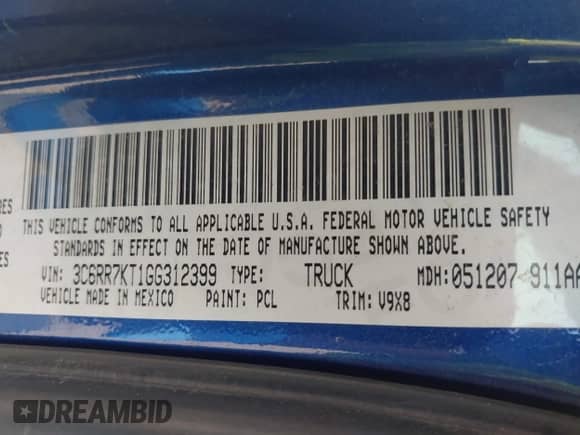 RES
THIS VEHICLE CONFORMS TO ALL APPLICABLE U.S.A. FEDERAL MOTOR VEHICLE SAFETY
STANDARDS IN EFFECT ON THE DATE OF MANUFACTURE SHOWN ABOVE.
VIN: 3C6RR7KT1GG312399 TYPE: TRUCK MDH: 051207 911AA
VEHICLE MADE IN MEXICO PAINT: PCL TRIM: V9X8
DREAMBID